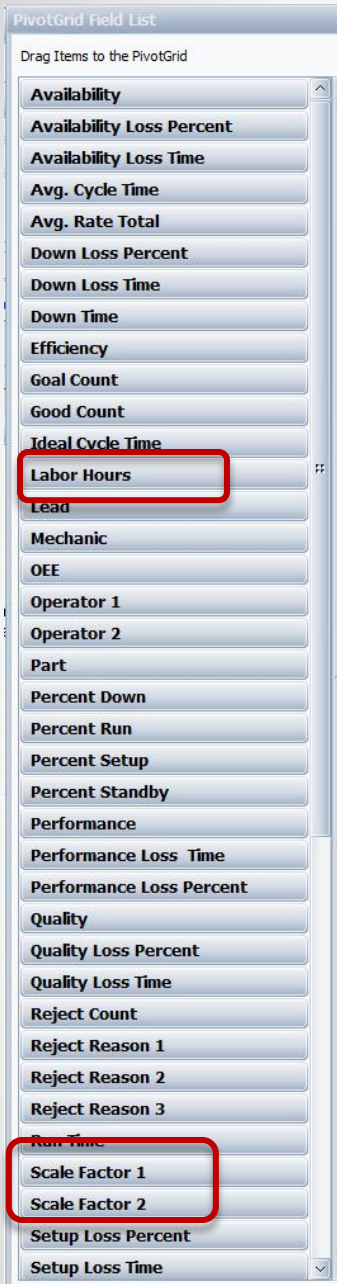 PivotGrid Field List
Drag Items to the PivotGrid
Availability
Availability Loss Percent
Availability Loss Time
Avg. Cycle Time
Avg. Rate Total
Down Loss Percent
Down Loss Time
Down Time
Efficiency
Goal Count
Good Count
Ideal Cycle Time
Labor Hours
Lead
Mechanic
OEE
Operator 1
Operator 2
Part
Percent Down
Percent Run
Percent Setup
Percent Standby
Performance
Performance Loss  Time
Performance Loss Percent
Quality
Quality Loss Percent
Quality Loss Time
Reject Count
Reject Reason 1
Reject Reason 2
Reject Reason 3
Run Time
Scale Factor 1
Scale Factor 2
Setup Loss Percent
Setup Loss Time